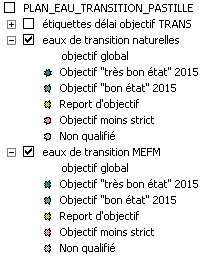 PLAN_EAU_TRANSITION_PASTILLE
étiquettes délai objectif TRANS
eaux de transition naturelles
objectif global
Objectif "très bon état" 2015
Objectif "bon état" 2015
Report d'objectif
Objectif moins strict
Non qualifié
eaux de transition MEFM
objectif global
Objectif "très bon état" 2015
Objectif "bon état" 2015
Report d'objectif
Objectif moins strict
Non qualifié